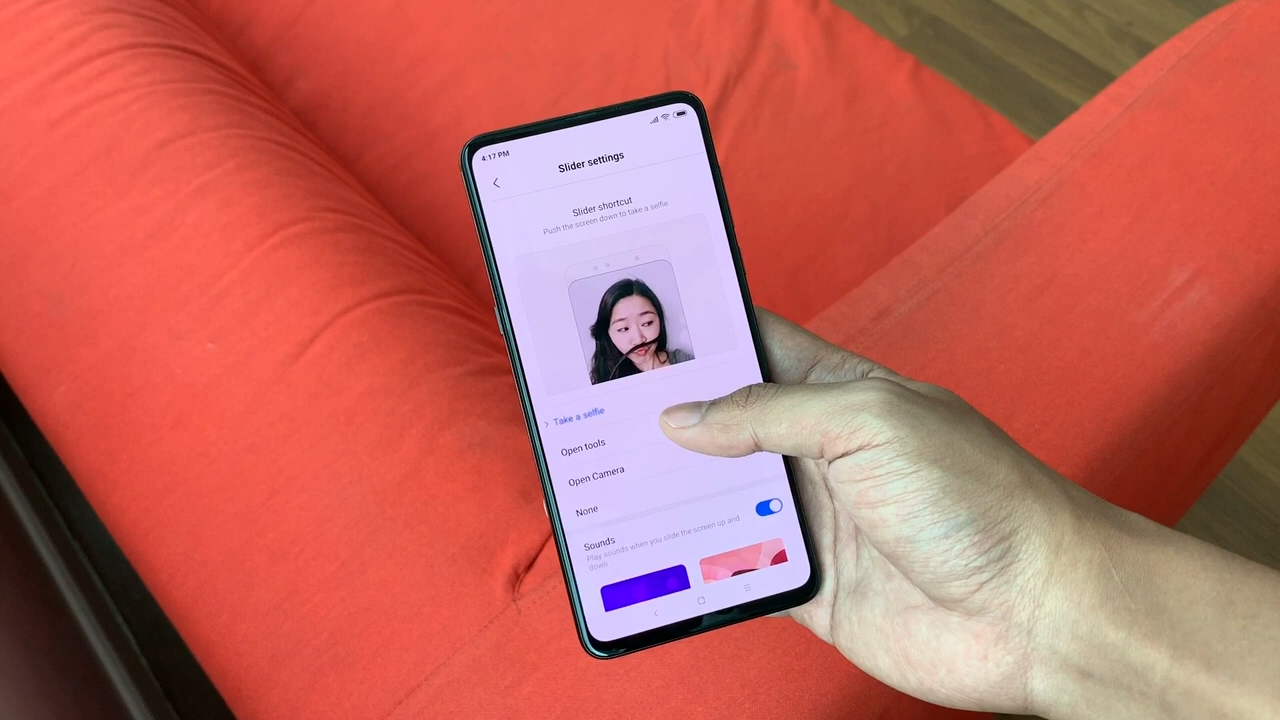 4:17 PM
Slider settings
Slider shortcut
Push the screen down to take a selfie
Take a selfie
Open tools
Open Camera
None
Sounds
Play sounds when you slide the screen up and
down